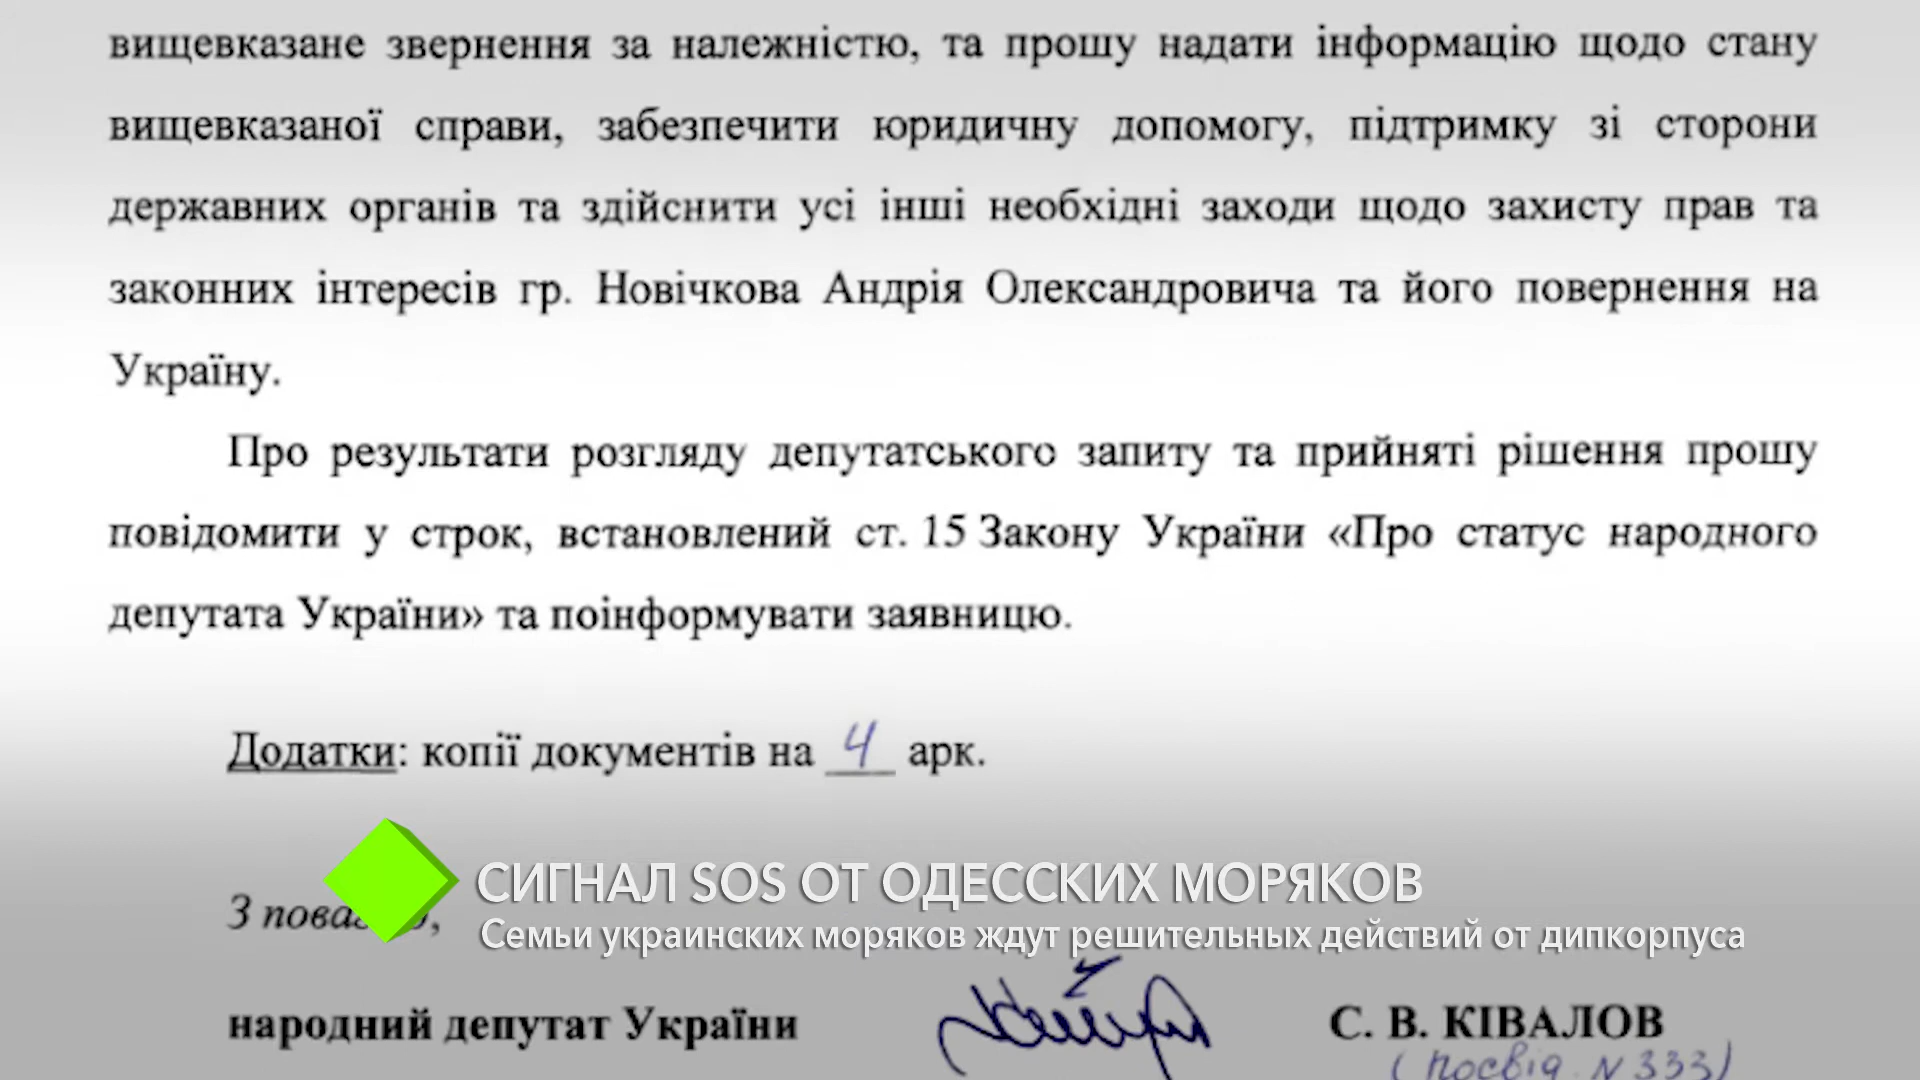 вищевказане звернення за належністю, та прошу надати інформацію щодо стану
вищевказаної справи, забезпечити юридичну допомогу, підтримку зі сторони
державних органів та здійснити усі інші необхідні заходи щодо захисту прав та
законних інтересів гр. Новічкова Андрія Олександровича та його повернення на
Україну.
Про результати розгляду депутатського запиту та прийняті рішення прошу
повідомити у строк, встановлений ст. 15 Закону України «Про статус народного
депутата України» та поінформувати заявницю.
Додатки: копії документів на 4 арк.
СИГНАЛ SOS ОТ ОДЕССКИХ МОРЯКОВ
З
Семьи украинских моряков ждут решительных действий от дипкорпуса
народний депутат України С. В. КІВАЛОВ
(посвід. N 333)